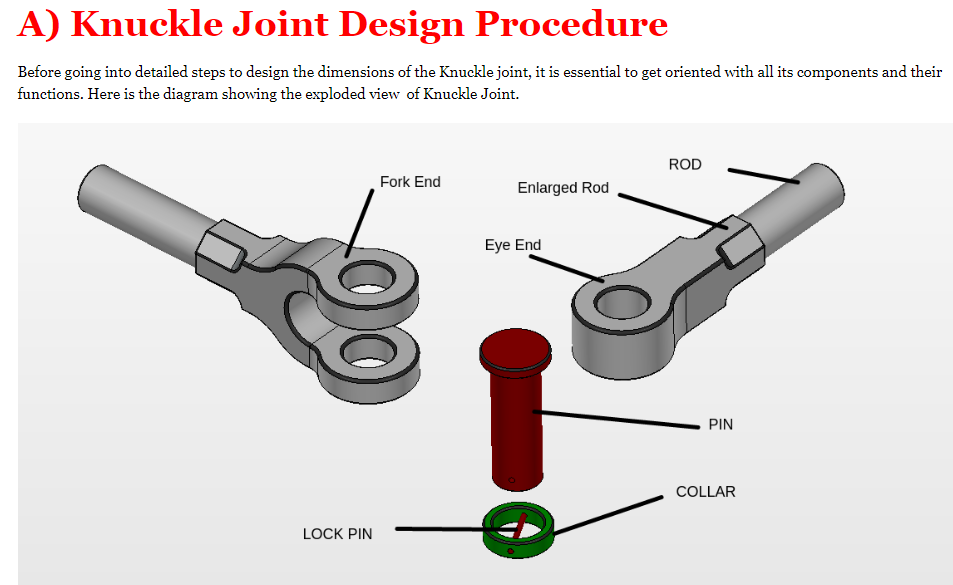 A) Knuckle Joint Design Procedure
Before going into detailed steps to design the dimensions of the Knuckle joint, it is essential to get oriented with all its components and their
functions. Here is the diagram showing the exploded view of Knuckle Joint.
ROD
Fork End
Enlarged Rod
Eye End
PIN
COLLAR
LOCK PIN